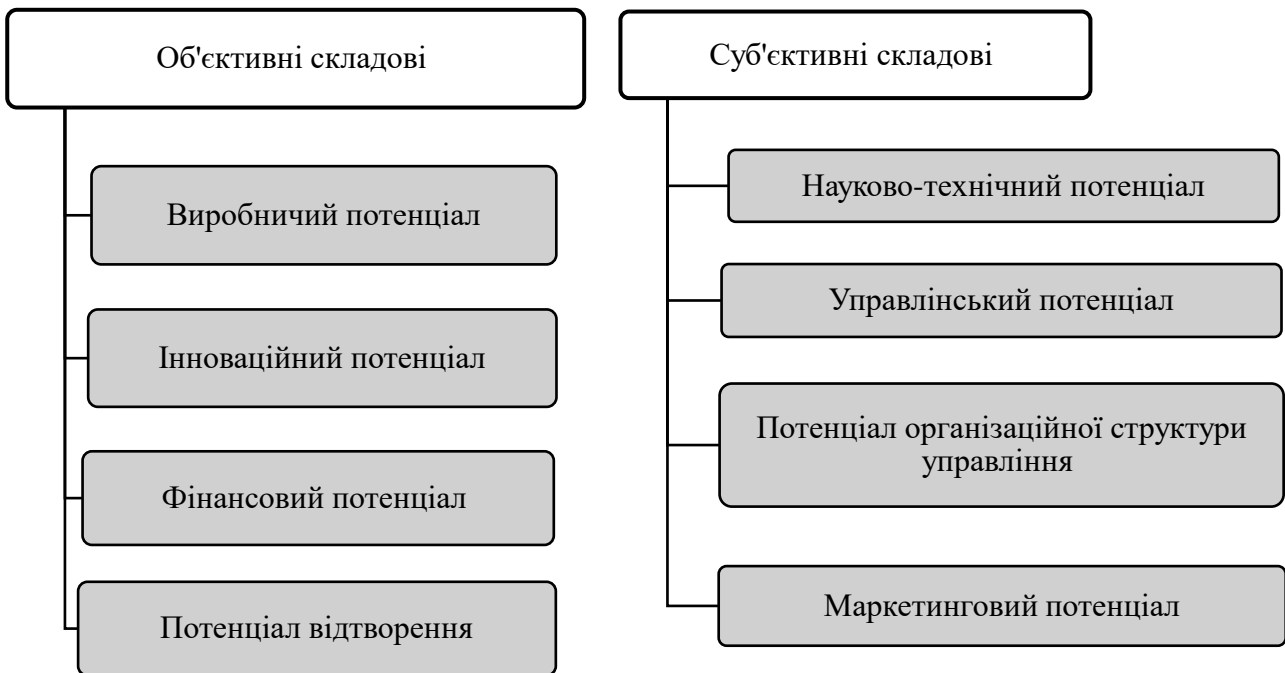 Об'єктивні складові
Виробничий потенціал
Інноваційний потенціал
Фінансовий потенціал
Потенціал відтворення
Суб'єктивні складові
Науково-технічний потенціал
Управлінський потенціал
Потенціал організаційної структури
управління
Маркетинговий потенціал